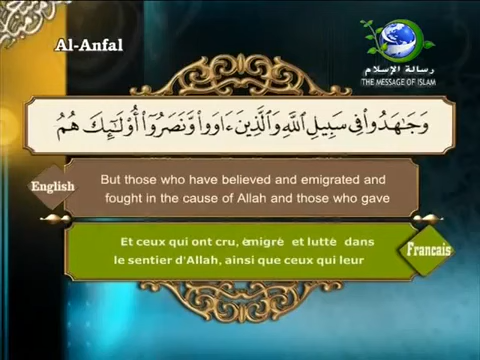 Al-Anfal
رسالة الإسلام
THE MESSAGE OF ISLAM
وَجَٰهَدُوا۟ فِى سَبِيلِ ٱللَّهِ وَٱلَّذِينَ ءَاوَوا۟ وَّنَصَرُوٓا۟ أُو۟لَٰٓئِكَ هُمُ
English
But those who have believed and emigrated and
fought in the cause of Allah and those who gave
Francais
Et ceux qui ont cru, émigré et lutté dans
le sentier d'Allah, ainsi que ceux qui leur